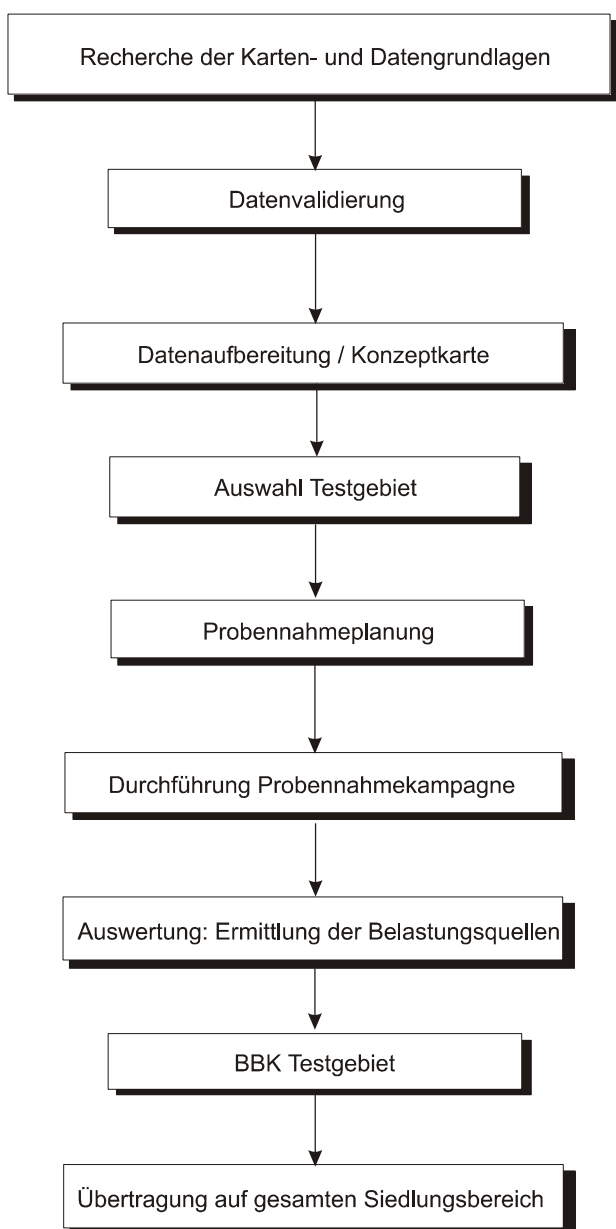 Recherche der Karten- und Datengrundlagen
Datenvalidierung
Datenaufbereitung / Konzeptkarte
Auswahl Testgebiet
Probennahmeplanung
Durchführung Probennahmekampagne
Auswertung: Ermittlung der Belastungsquellen
BBK Testgebiet
Übertragung auf gesamten Siedlungsbereich